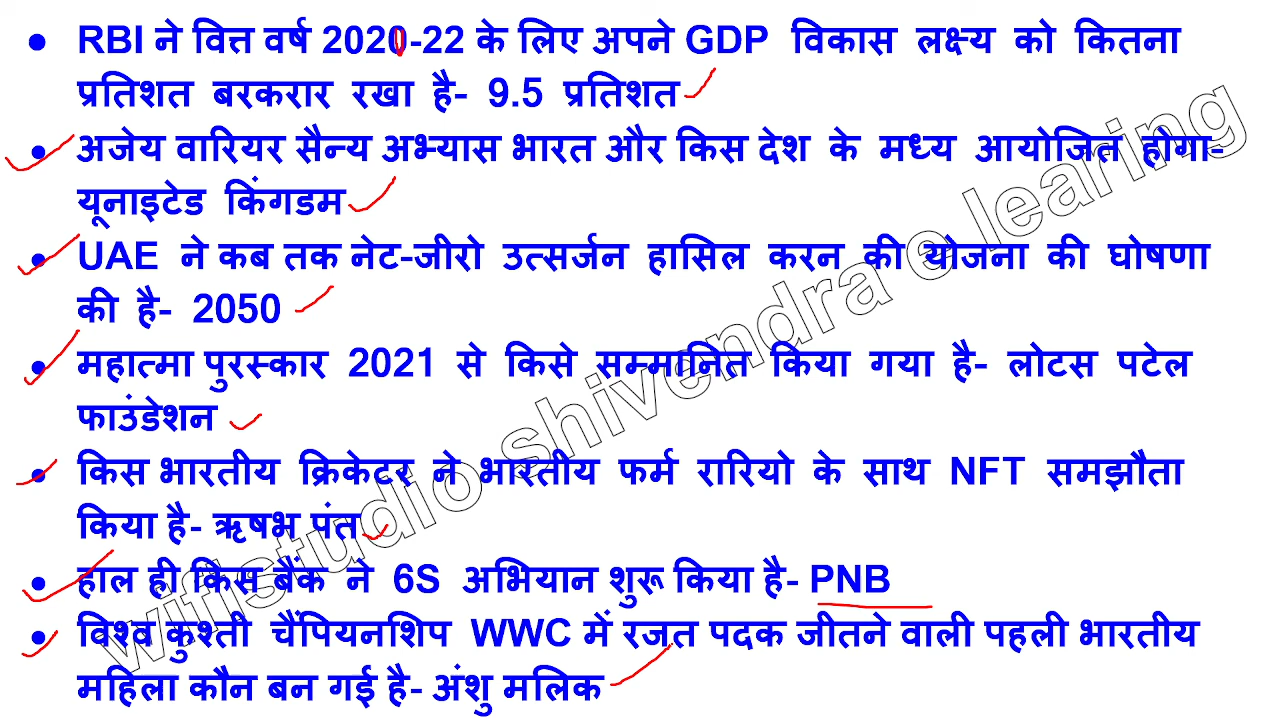 • RBI ने वित्त वर्ष 2020-22 के लिए अपने GDP विकास लक्ष्य को कितना
प्रतिशत बरकरार रखा है- 9.5 प्रतिशत
• अजेय वारियर सैन्य अभ्यास भारत और किस देश के मध्य आयोजित होगा-
यूनाइटेड किंगडम
• UAE ने कब तक नेट-जीरो उत्सर्जन हासिल करन की योजना की घोषणा
की है- 2050
• महात्मा पुरस्कार 2021 से किसे सम्मानित किया गया है- लोटस पटेल
फाउंडेशन
• किस भारतीय क्रिकेटर ने भारतीय फर्म रारियो के साथ NFT समझौता
किया है- ऋषभ पंत
• हाल ही किस बैंक ने 6S अभियान शुरू किया है- PNB
• विश्व कुश्ती चैंपियनशिप WWC में रजत पदक जीतने वाली पहली भारतीय
महिला कौन बन गई है- अंशु मलिक
wifistudio shivendra e learing